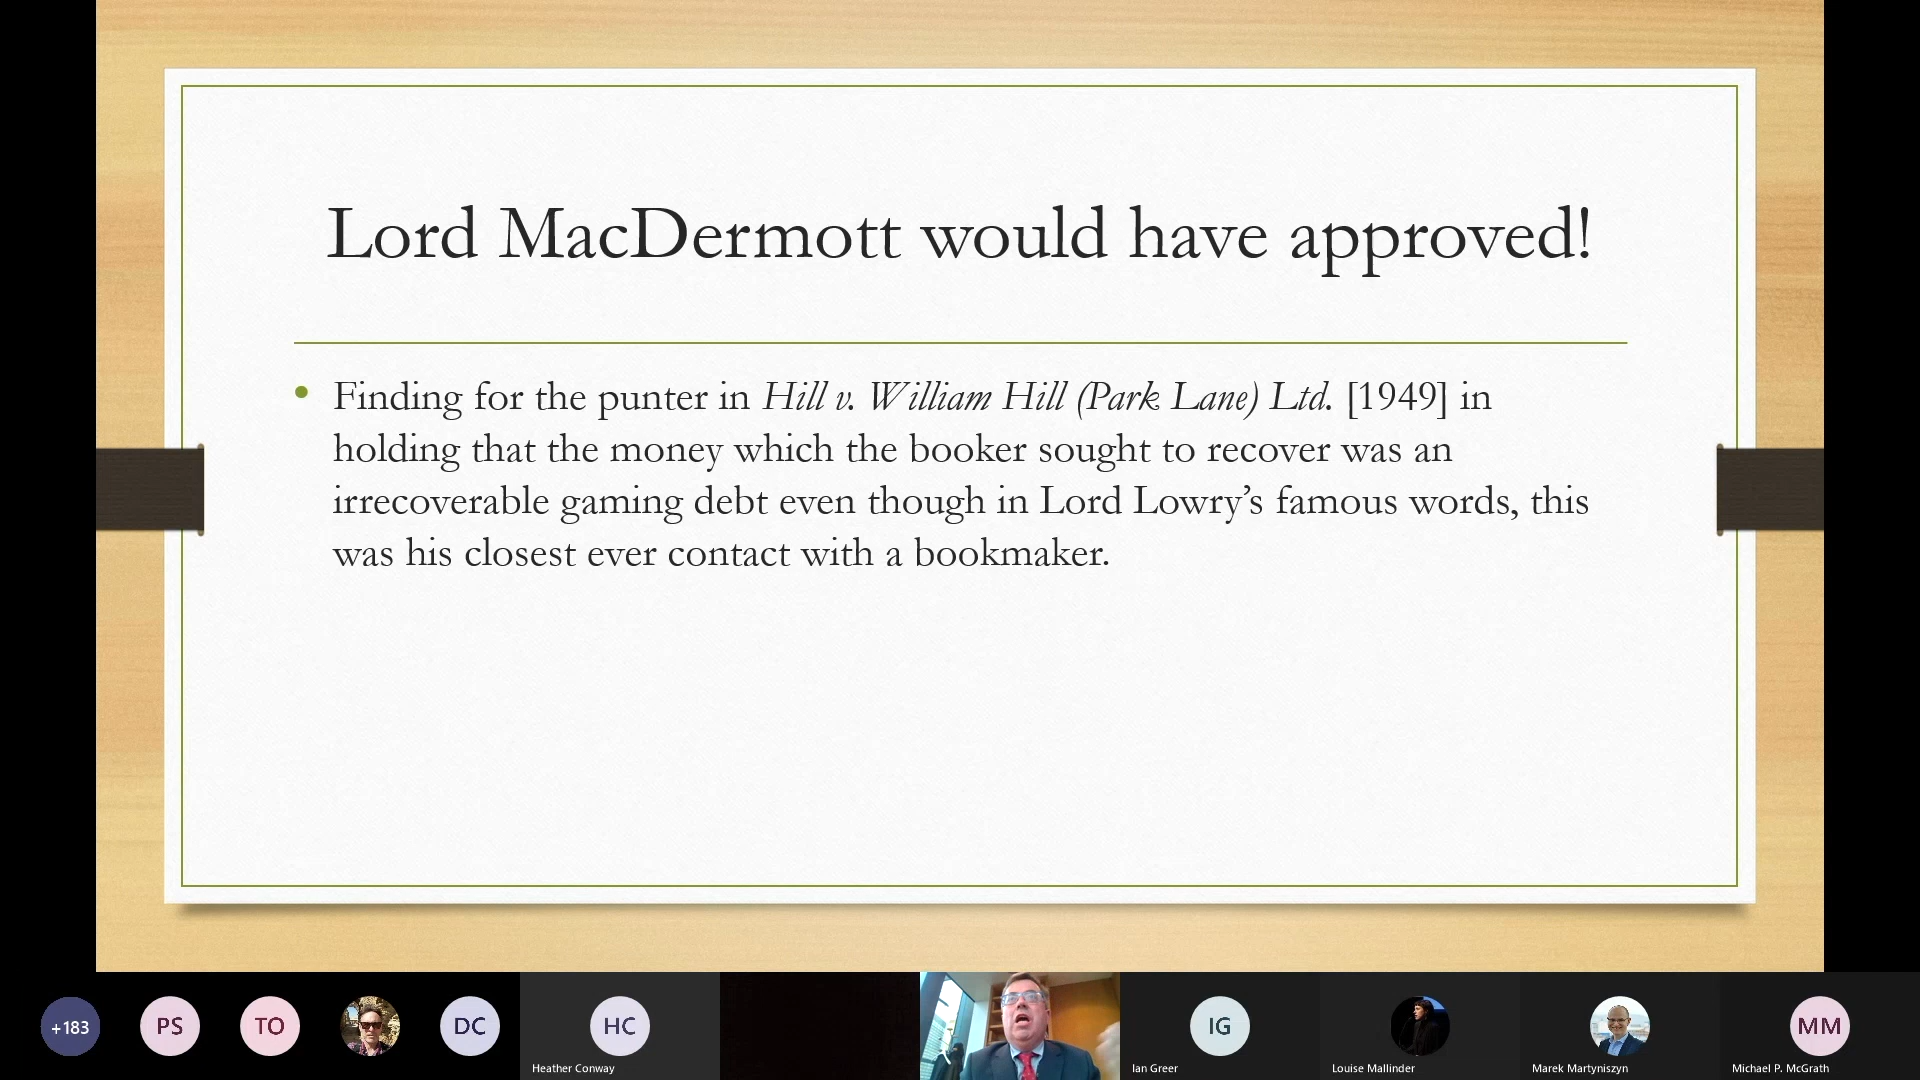 Lord MacDermott would have approved!
• Finding for the punter in Hill v. William Hill (Park Lane) Ltd. [1949] in
holding that the money which the booker sought to recover was an
irrecoverable gaming debt even though in Lord Lowry’s famous words, this
was his closest ever contact with a bookmaker.
+183
PS
TO
DC
HC
IG
MM
Heather Conway
Ian Greer
Louise Mallinder
Marek Martyniszyn
Michael P. McGrath